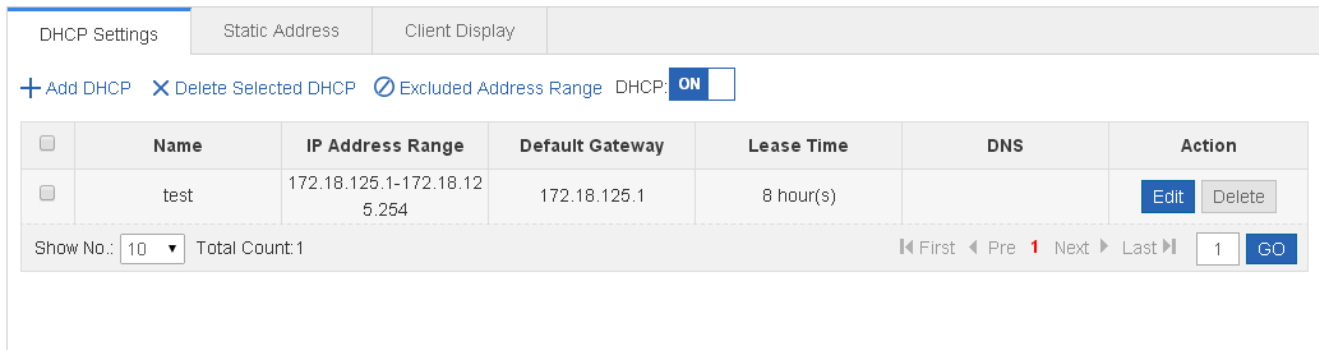 DHCP Settings Static Address Client Display
Add DHCP Delete Selected DHCP Excluded Address Range DHCP: ON
Name IP Address Range Default Gateway Lease Time DNS Action
test 172.18.125.1-172.18.12
5.254 172.18.125.1 8 hour(s) Edit Delete
Show No.: 10 Total Count:1 First Pre 1 Next Last 1 GO